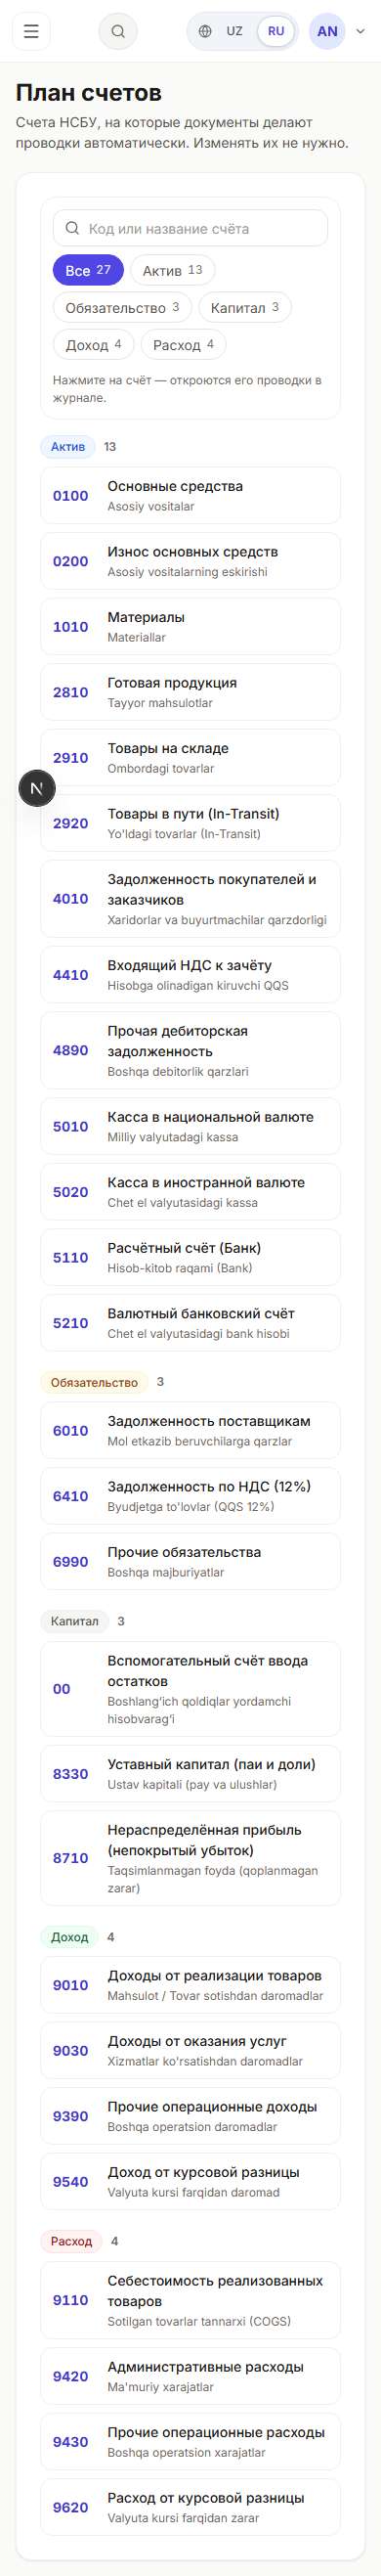 UZ RU AN
План счетов
Счета НСБУ, на которые документы делают
проводки автоматически. Изменять их не нужно.
Код или название счёта
Все 27 Актив 13
Обязательство 3 Капитал 3
Доход 4 Расход 4
Нажмите на счёт — откроются его проводки в
журнале.
Актив 13
0100
Основные средства
Asosiy vositalar
0200
Износ основных средств
Asosiy vositalarning eskirishi
1010
Материалы
Materiallar
2810
Готовая продукция
Tayyor mahsulotlar
2910
Товары на складе
Ombordagi tovarlar
N
2920
Товары в пути (In-Transit)
Yo'ldagi tovarlar (In-Transit)
4010
Задолженность покупателей и
заказчиков
Xaridorlar va buyurtmachilar qarzdorligi
4410
Входящий НДС к зачёту
Hisobga olinadigan kiruvchi QQS
4890
Прочая дебиторская
задолженность
Boshqa debitorlik qarzlari
5010
Касса в национальной валюте
Milliy valyutadagi kassa
5020
Касса в иностранной валюте
Chet el valyutasidagi kassa
5110
Расчётный счёт (Банк)
Hisob-kitob raqami (Bank)
5210
Валютный банковский счёт
Chet el valyutasidagi bank hisobi
Обязательство 3
6010
Задолженность поставщикам
Mol etkazib beruvchilarga qarzlar
6410
Задолженность по НДС (12%)
Byudjetga to'lovlar (QQS 12%)
6990
Прочие обязательства
Boshqa majburiyatlar
Капитал 3
00
Вспомогательный счёт ввода
остатков
Boshlang'ich qoldiqlar yordamchi
hisobvarag'i
8330
Уставный капитал (паи и доли)
Ustav kapitali (pay va ulushlar)
8710
Нераспределённая прибыль
(непокрытый убыток)
Taqsimlanmagan foyda (qoplanmagan
zarar)
Доход 4
9010
Доходы от реализации товаров
Mahsulot / Tovar sotishdan daromadlar
9030
Доходы от оказания услуг
Xizmatlar ko'rsatishdan daromadlar
9390
Прочие операционные доходы
Boshqa operatsion daromadlar
9540
Доход от курсовой разницы
Valyuta kursi farqidan daromad
Расход 4
9110
Себестоимость реализованных
товаров
Sotilgan tovarlar tannarxi (COGS)
9420
Административные расходы
Ma'muriy xarajatlar
9430
Прочие операционные расходы
Boshqa operatsion xarajatlar
9620
Расход от курсовой разницы
Valyuta kursi farqidan zarar